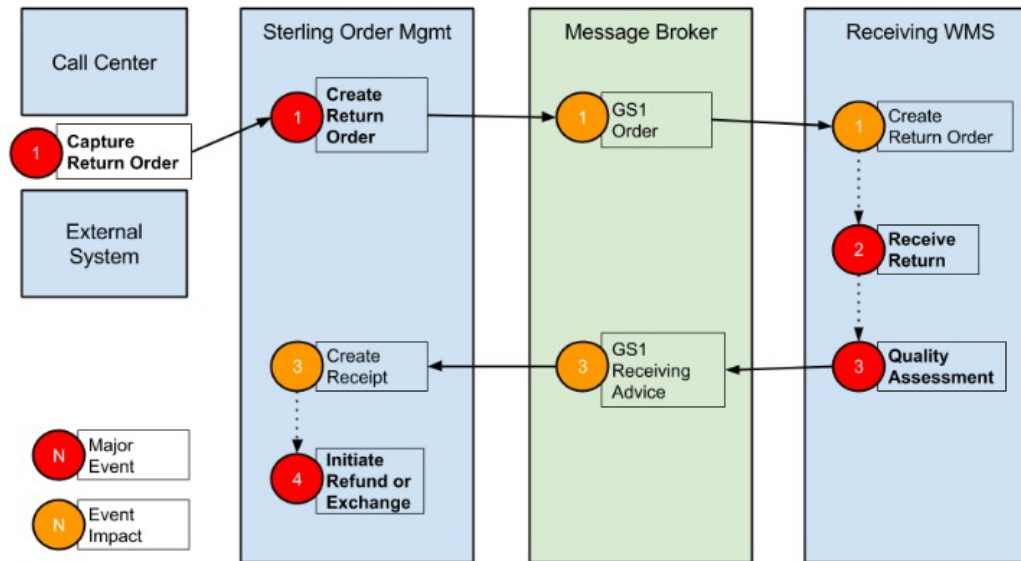 Call Center
1
Capture
Return Order
External
System
N
Major
Event
N
Event
Impact
Sterling Order Mgmt
1
Create
Return
Order
3
Create
Receipt
4
Initiate
Refund or
Exchange
Message Broker
1
GS1
Order
3
GS1
Receiving
Advice
Receiving WMS
1
Create
Return Order
2
Receive
Return
3
Quality
Assessment